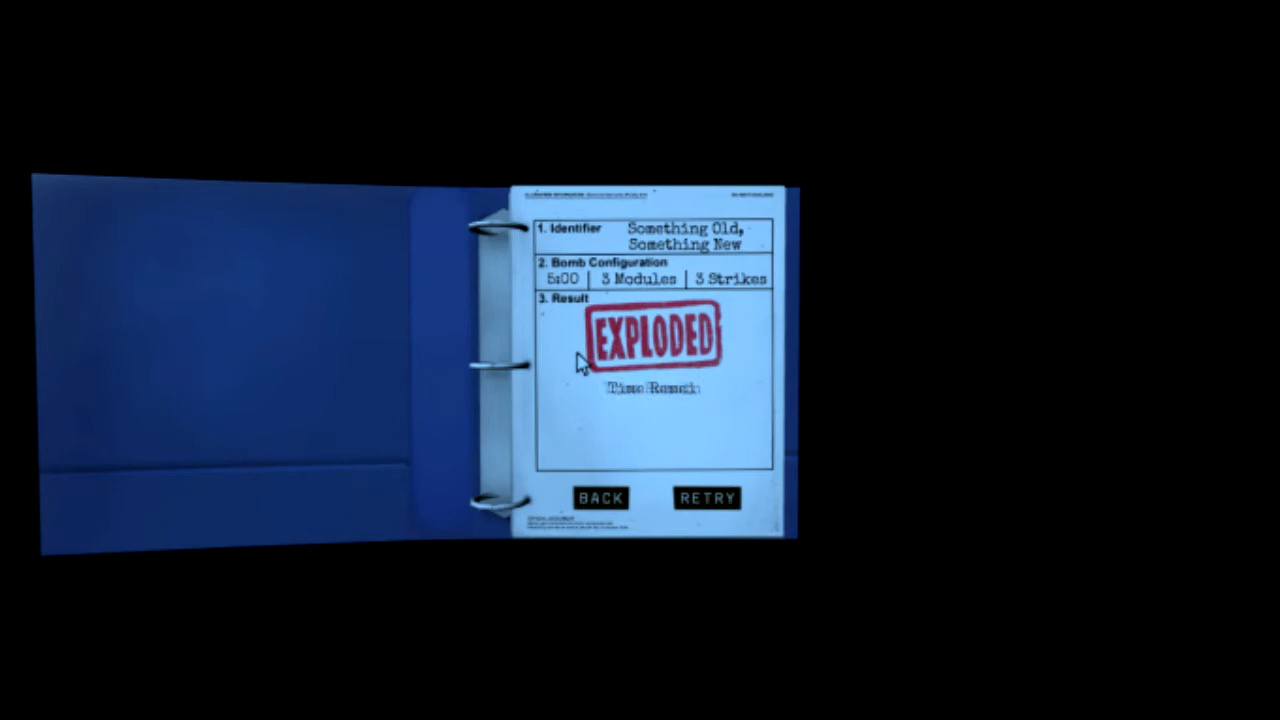 1. Identifier
Something Old,
Something New
2. Bomb Configuration
5:00 | 3 Modules | 3 Strikes
3. Result
EXPLODED
Time Remain
BACK
RETRY